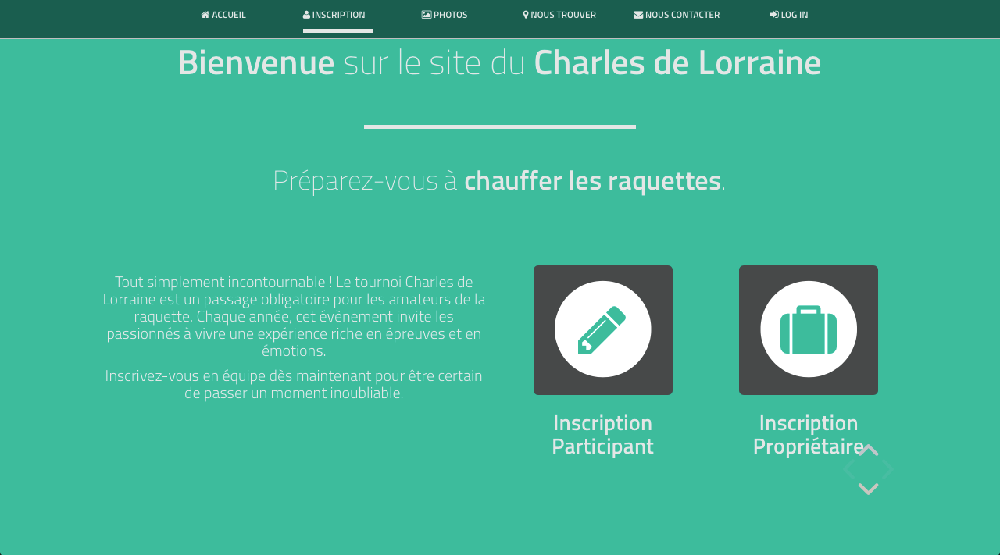 ACCUEIL INSCRIPTION PHOTOS NOUS TROUVER NOUS CONTACTER LOG IN
Bienvenue sur le site du Charles de Lorraine
Préparez-vous à chauffer les raquettes.
Tout simplement incontournable ! Le tournoi Charles de
Lorraine est un passage obligatoire pour les amateurs de la
raquette. Chaque année, cet évènement invite les
passionnés à vivre une expérience riche en épreuves et en
émotions.
Inscrivez-vous en équipe dès maintenant pour être certain
de passer un moment inoubliable.
Inscription
Participant
Inscription
Propriétaire